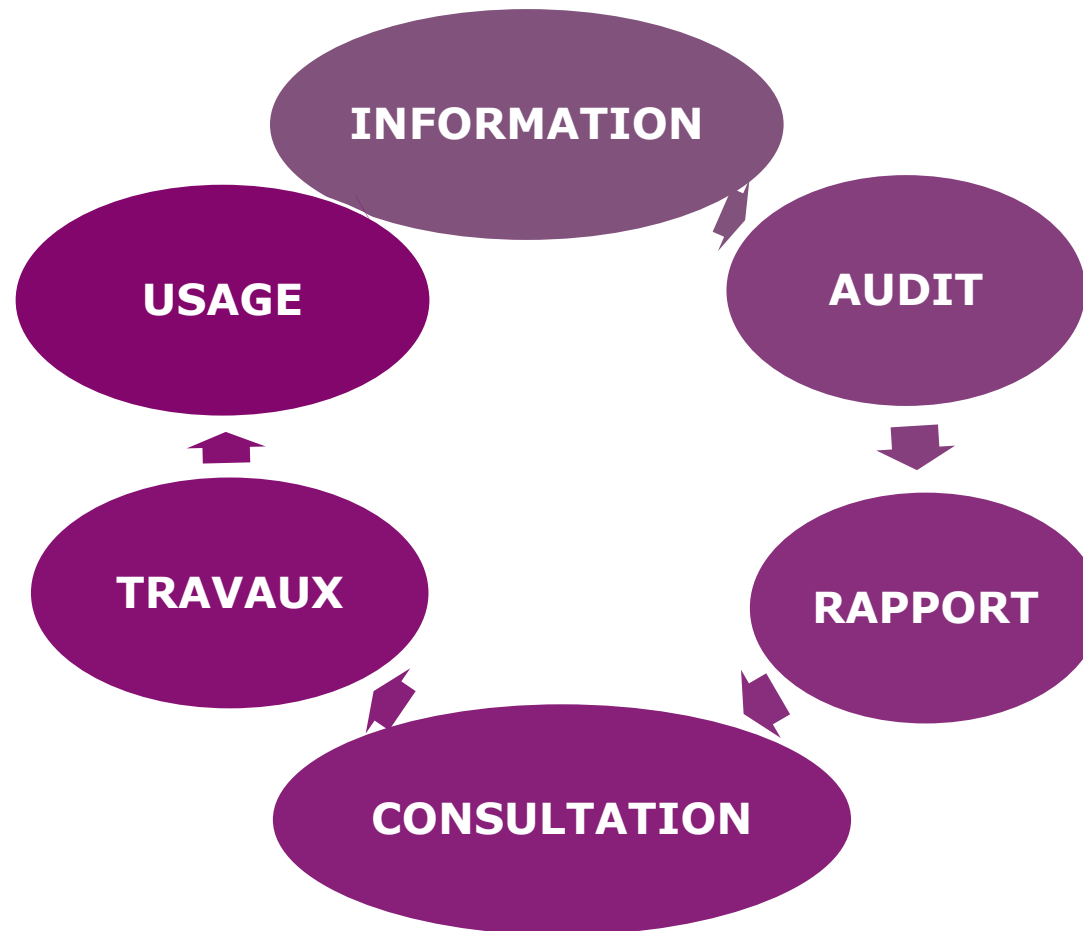 INFORMATION
AUDIT
RAPPORT
CONSULTATION
TRAVAUX
USAGE